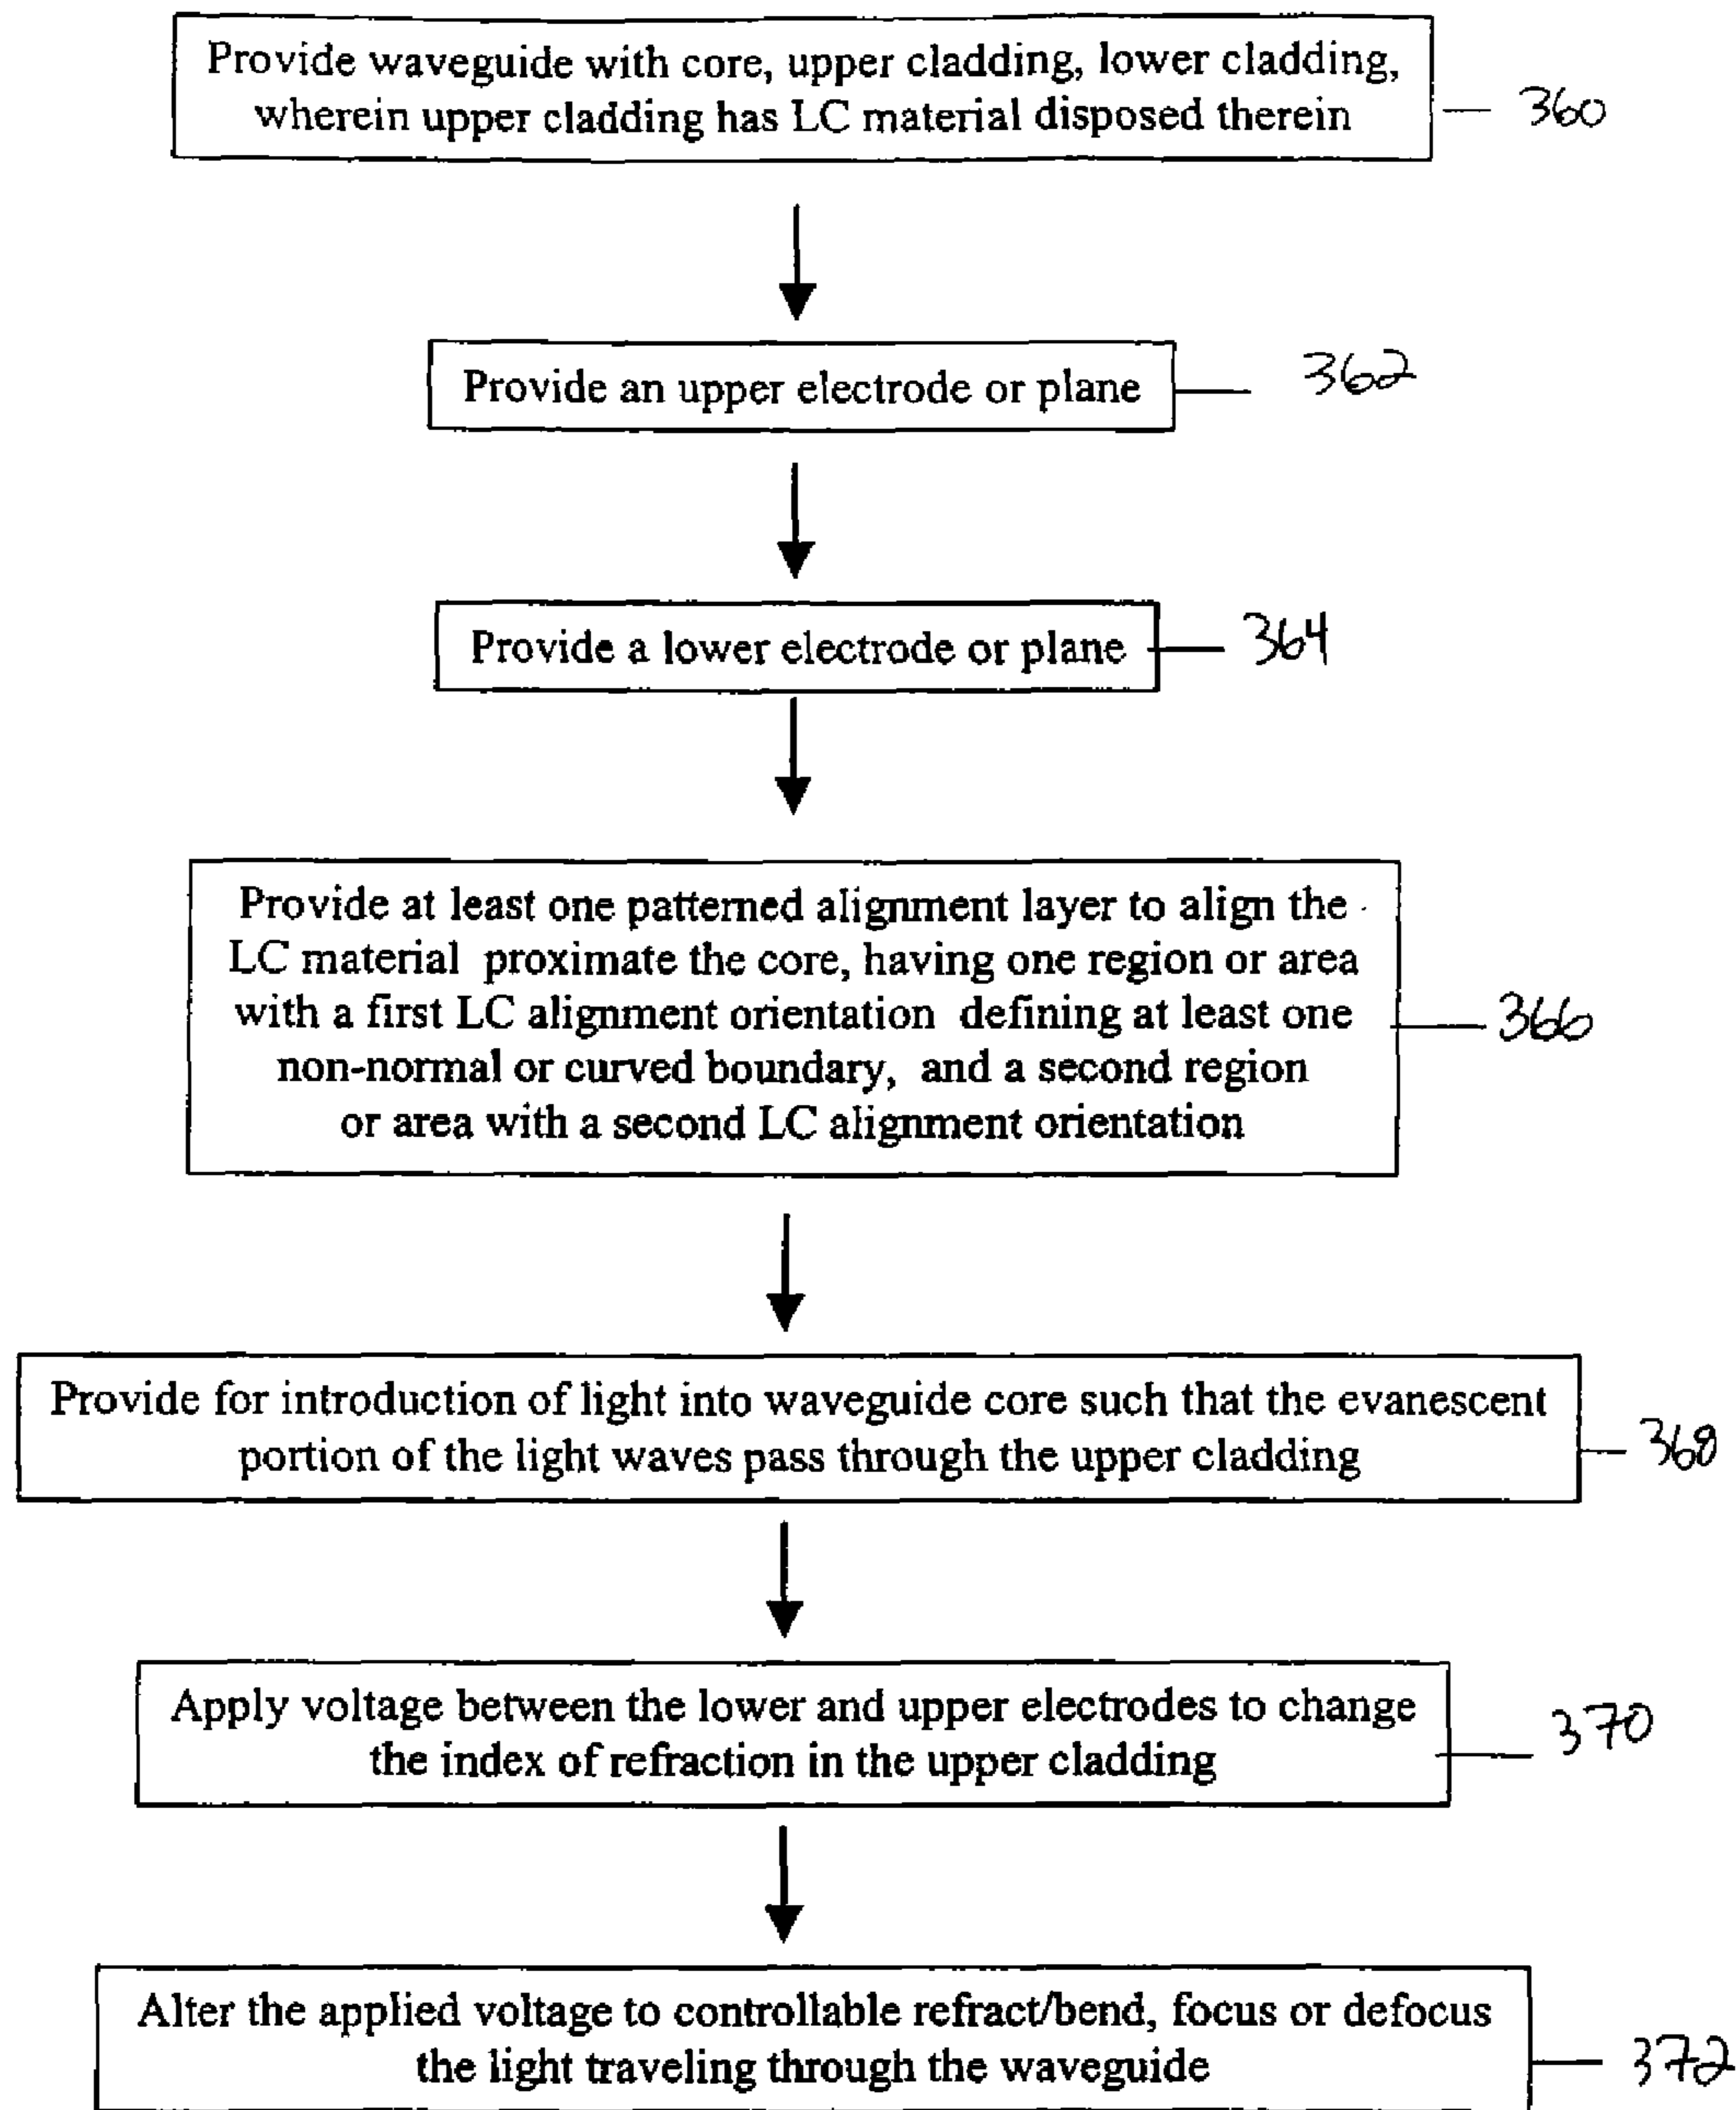 Provide waveguide with core, upper cladding, lower cladding,
wherein upper cladding has LC material disposed therein
360
Provide an upper electrode or plane
362
Provide a lower electrode or plane
364
Provide at least one patterned alignment layer to align the
LC material proximate the core, having one region or area
with a first LC alignment orientation defining at least one
non-normal or curved boundary, and a second region
or area with a second LC alignment orientation
366
Provide for introduction of light into waveguide core such that the evanescent
portion of the light waves pass through the upper cladding
368
Apply voltage between the lower and upper electrodes to change
the index of refraction in the upper cladding
370
Alter the applied voltage to controllable refract/bend, focus or defocus
the light traveling through the waveguide
372